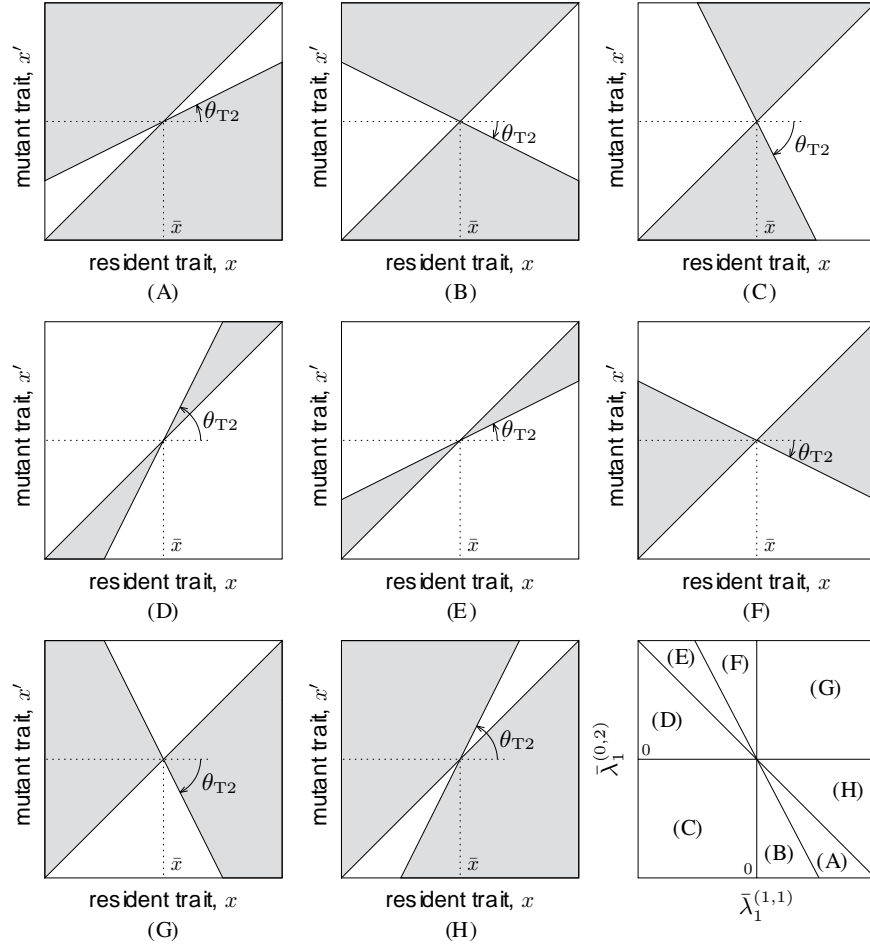 mutant trait, x′
θT2
x̄
resident trait, x
(A)
mutant trait, x′
θT2
x̄
resident trait, x
(B)
mutant trait, x′
θT2
x̄
resident trait, x
(C)
mutant trait, x′
θT2
x̄
resident trait, x
(D)
mutant trait, x′
θT2
x̄
resident trait, x
(E)
mutant trait, x′
θT2
x̄
resident trait, x
(F)
mutant trait, x′
θT2
x̄
resident trait, x
(G)
mutant trait, x′
θT2
x̄
resident trait, x
(H)
(E) (F)
(G)
(D)
0
λ̄1^(0,2)
(H)
(C)
(B) (A)
0
λ̄1^(1,1)